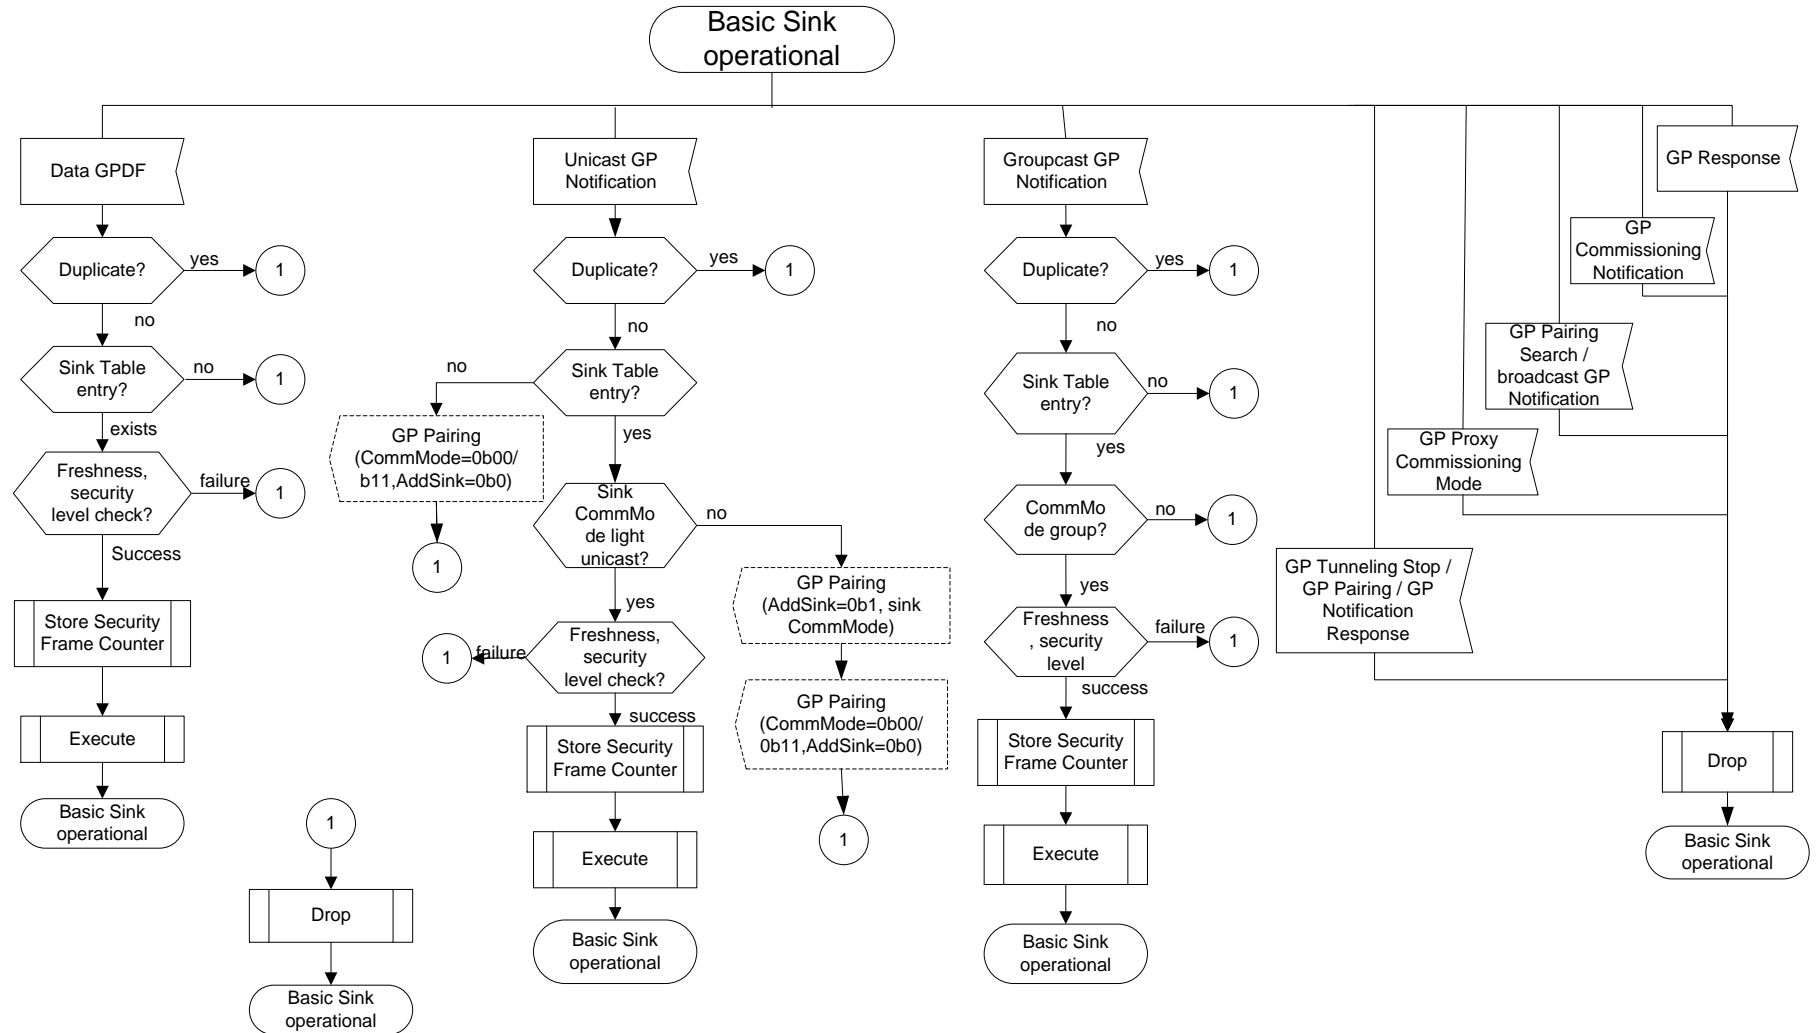 Basic Sink
operational
Data GPDF
Duplicate?
yes
1
no
Sink Table
entry?
no
1
exists
Freshness,
security
level check?
failure
1
Success
Store Security
Frame Counter
Execute
Basic Sink
operational
1
Drop
Basic Sink
operational
Unicast GP
Notification
Duplicate?
yes
1
no
Sink Table
entry?
no
GP Pairing
(CommMode=0b00/
b11,AddSink=0b0)
1
yes
Sink
CommMo
de light
unicast?
no
GP Pairing
(AddSink=0b1, sink
CommMode)
GP Pairing
(CommMode=0b00/
0b11,AddSink=0b0)
1
yes
Freshness,
security
level check?
failure
1
success
Store Security
Frame Counter
Execute
Basic Sink
operational
Groupcast GP
Notification
Duplicate?
yes
1
no
Sink Table
entry?
no
1
yes
CommMo
de group?
no
1
yes
Freshness
, security
level
failure
1
success
Store Security
Frame Counter
Execute
Basic Sink
operational
GP Tunneling Stop /
GP Pairing / GP
Notification
Response
GP Proxy
Commissioning
Mode
GP Pairing
Search /
broadcast GP
Notification
GP
Commissioning
Notification
GP Response
Drop
Basic Sink
operational